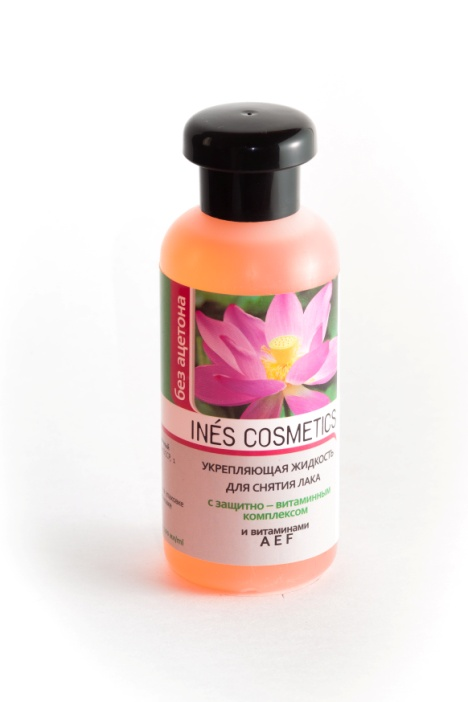 без ацетона
INÉS COSMETICS
УКРЕПЛЯЮЩАЯ ЖИДКОСТЬ
ДЛЯ СНЯТИЯ ЛАКА
с защитно – витаминным
комплексом
и витаминами
A E F